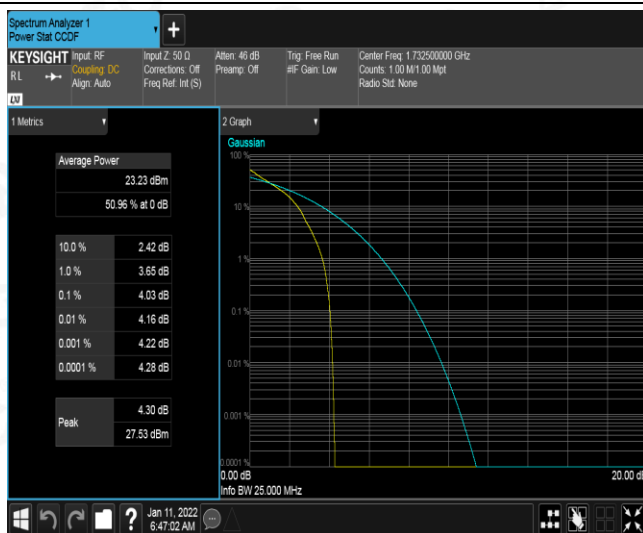 Spectrum Analyzer 1
Power Stat CCDF
+
KEYSIGHT
RL
LXI
Input: RF
Coupling: DC
Align: Auto
Input Z: 50 Ω
Corrections: Off
Freq Ref: Int (S)
Atten: 46 dB
Preamp: Off
Trig: Free Run
#IF Gain: Low
Center Freq: 1.732500000 GHz
Counts: 1.00 M/1.00 Mpt
Radio Std: None
1 Metrics
Average Power
23.23 dBm
50.96 % at 0 dB
10.0 % 2.42 dB
1.0 % 3.65 dB
0.1 % 4.03 dB
0.01 % 4.16 dB
0.001 % 4.22 dB
0.0001 % 4.28 dB
Peak
4.30 dB
27.53 dBm
2 Graph
Gaussian
100 %
10 %
1 %
0.1 %
0.01 %
0.001 %
0.0001 %
0.00 dB
20.00 d
Info BW 25.000 MHz
?
Jan 11, 2022
6:47:02 AM